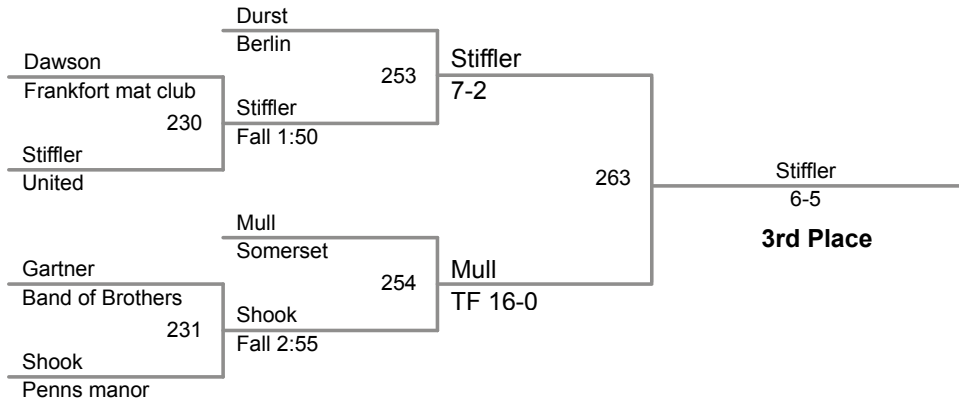 Durst
Berlin
Dawson
Frankfort mat club
230
Stiffler
United
Stiffler
Fall 1:50
253
Stiffler
7-2
Mull
Somerset
Gartner
Band of Brothers
231
Shook
Penns manor
Shook
Fall 2:55
254
Mull
TF 16-0
263
Stiffler
6-5
3rd Place